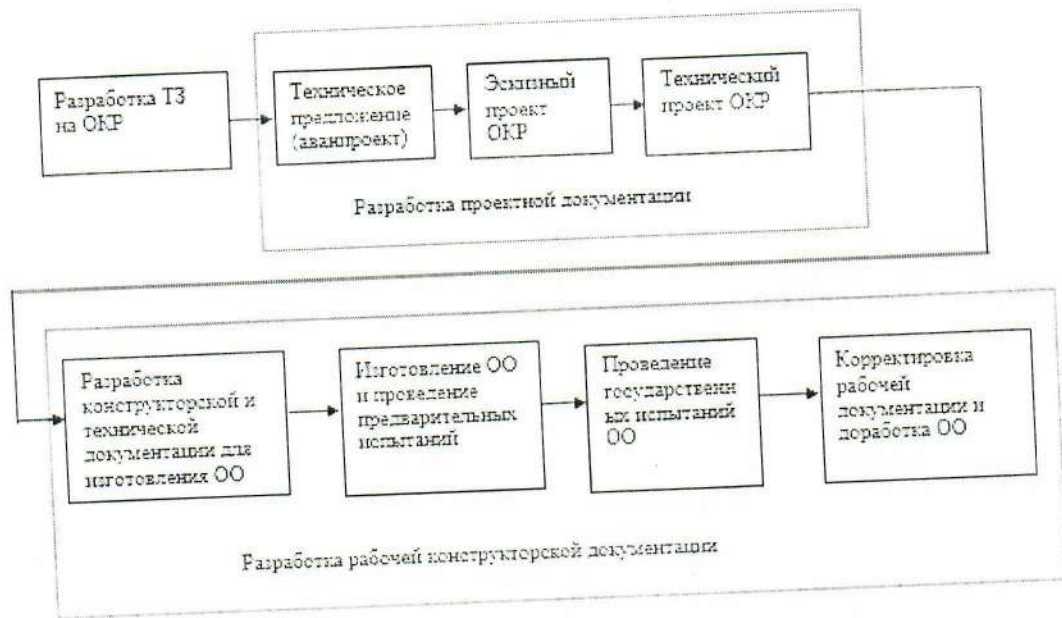 Разработка ТЗ
на ОКР
Техническое
предложение
(аванпроект)
Эскизный
проект
ОКР
Технический
проект ОКР
Разработка проектной документации
Разработка
конструкторской и
технической
документации для
изготовления ОО
Изготовление ОО
и проведение
предварительных
испытаний
Проведение
государственн
ых испытаний
ОО
Корректировка
рабочей
документации и
доработка ОО
Разработка рабочей конструкторской документации